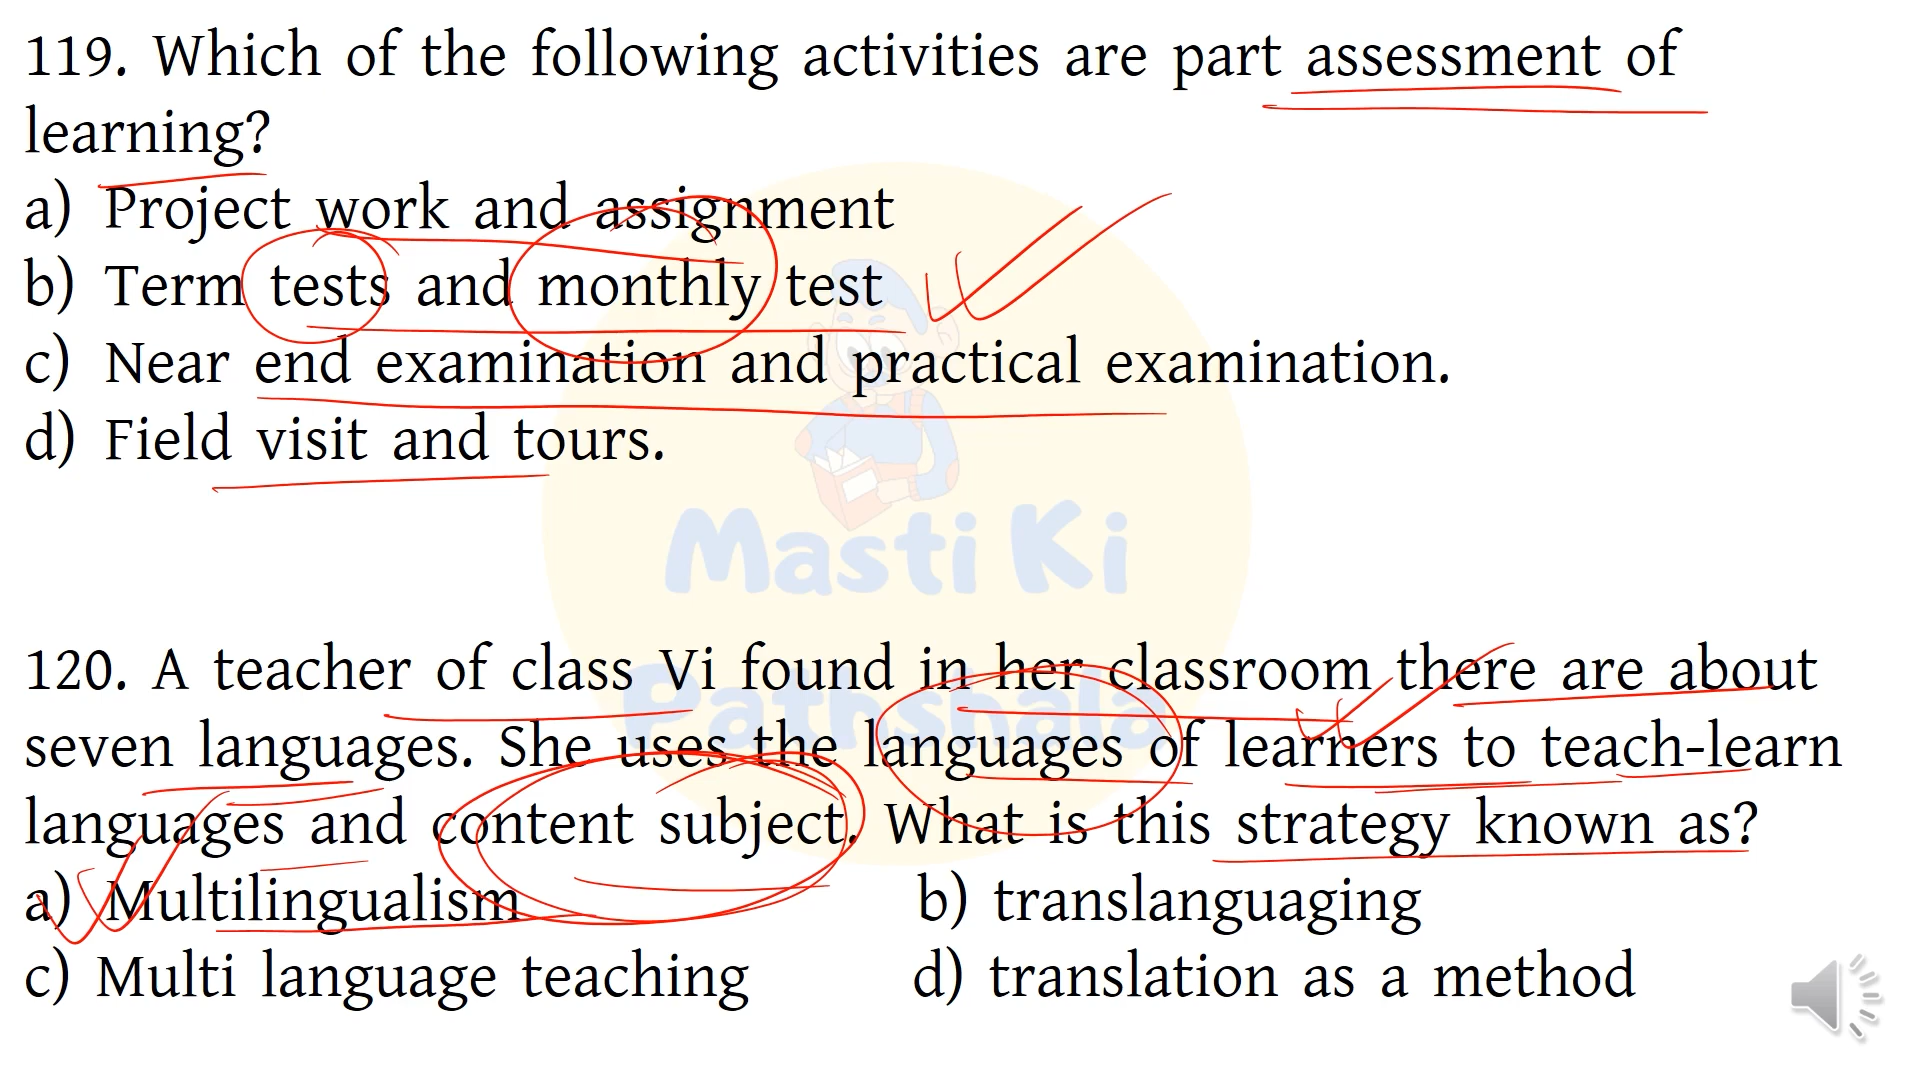 119. Which of the following activities are part assessment of
learning?
a) Project work and assignment
b) Term tests and monthly test
c) Near end examination and practical examination.
d) Field visit and tours.
Masti Ki
Pathshala
120. A teacher of class Vi found in her classroom there are about
seven languages. She uses the languages of learners to teach-learn
languages and content subject. What is this strategy known as?
a) Multilingualism b) translanguaging
c) Multi language teaching d) translation as a method